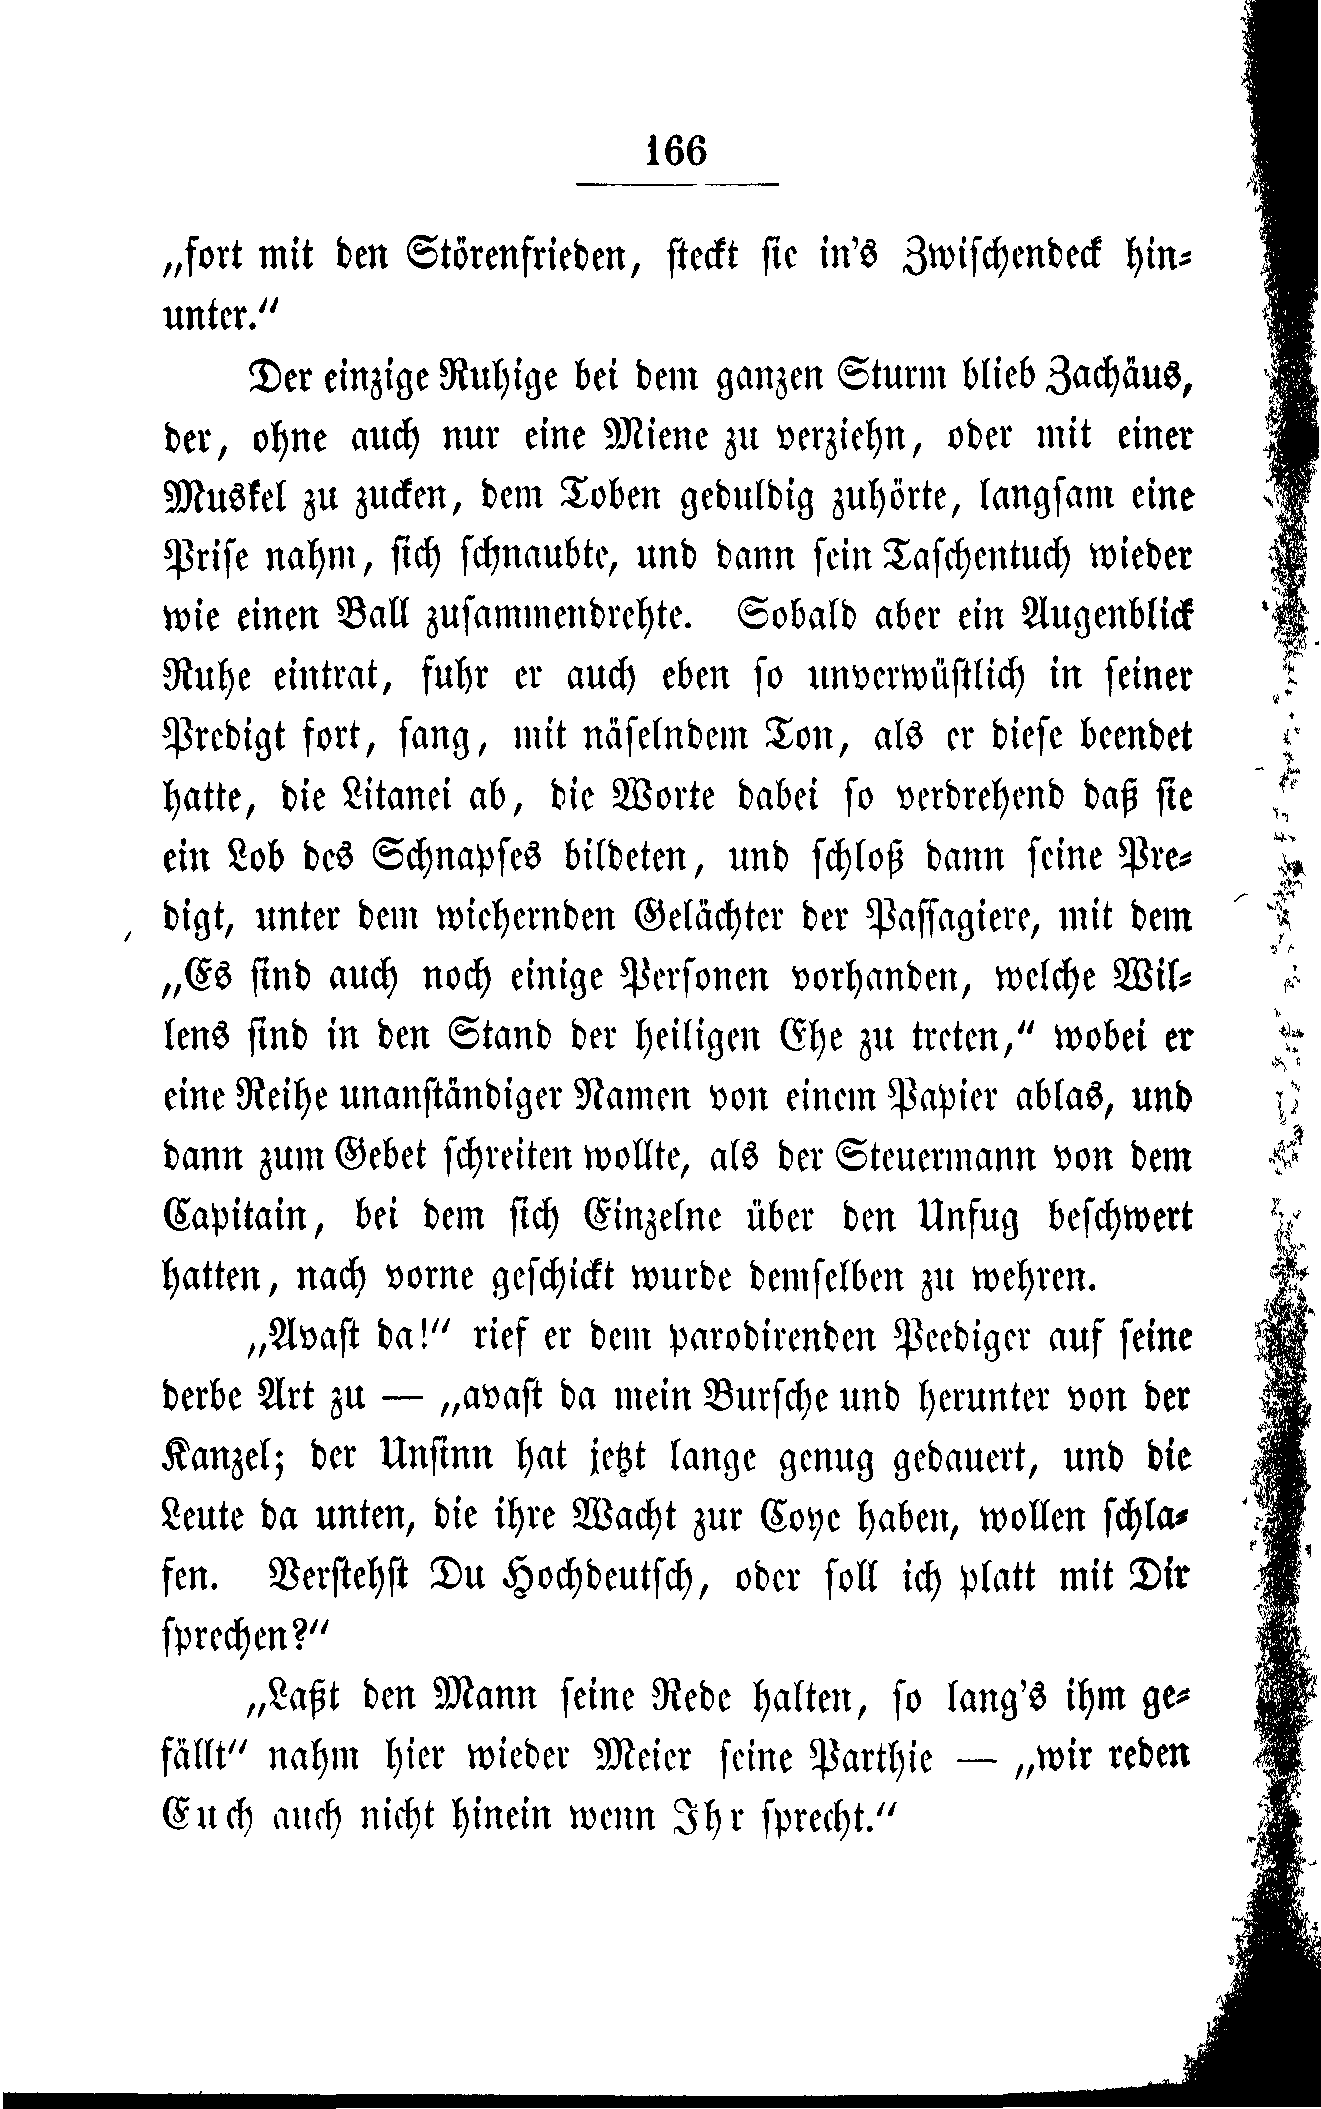 166
„fort mit den Störenfrieden, steckt sie in's Zwischendeck hin-
unter."
Der einzige Ruhige bei dem ganzen Sturm blieb Zachäus,
der, ohne auch nur eine Miene zu verziehn, oder mit einer
Muskel zu zucken, dem Toben geduldig zuhörte, langsam eine
Prise nahm, sich schnaubte, und dann sein Taschentuch wieder
wie einen Ball zusammendrehte. Sobald aber ein Augenblick
Ruhe eintrat, fuhr er auch eben so unverwüstlich in seiner
Predigt fort, sang, mit näselndem Ton, als er diese beendet
hatte, die Litanei ab, die Worte dabei so verdrehend daß sie
ein Lob des Schnapses bildeten, und schloß dann seine Pre-
digt, unter dem wiehernden Gelächter der Passagiere, mit dem
„Es sind auch noch einige Personen vorhanden, welche Wil-
lens sind in den Stand der heiligen Ehe zu treten," wobei er
eine Reihe unanständiger Namen von einem Papier ablas, und
dann zum Gebet schreiten wollte, als der Steuermann von dem
Capitain, bei dem sich Einzelne über den Unfug beschwert
hatten, nach vorne geschickt wurde demselben zu wehren.
„Avast da!" rief er dem parodirenden Peediger auf seine
derbe Art zu — „avast da mein Bursche und herunter von der
Kanzel; der Unsinn hat jetzt lange genug gedauert, und die
Leute da unten, die ihre Wacht zur Coye haben, wollen schla-
fen. Verstehst Du Hochdeutsch, oder soll ich platt mit Dir
sprechen?"
„Laßt den Mann seine Rede halten, so lang's ihm ge-
fällt" nahm hier wieder Meier seine Parthie — „wir reden
Euch auch nicht hinein wenn Ihr sprecht."